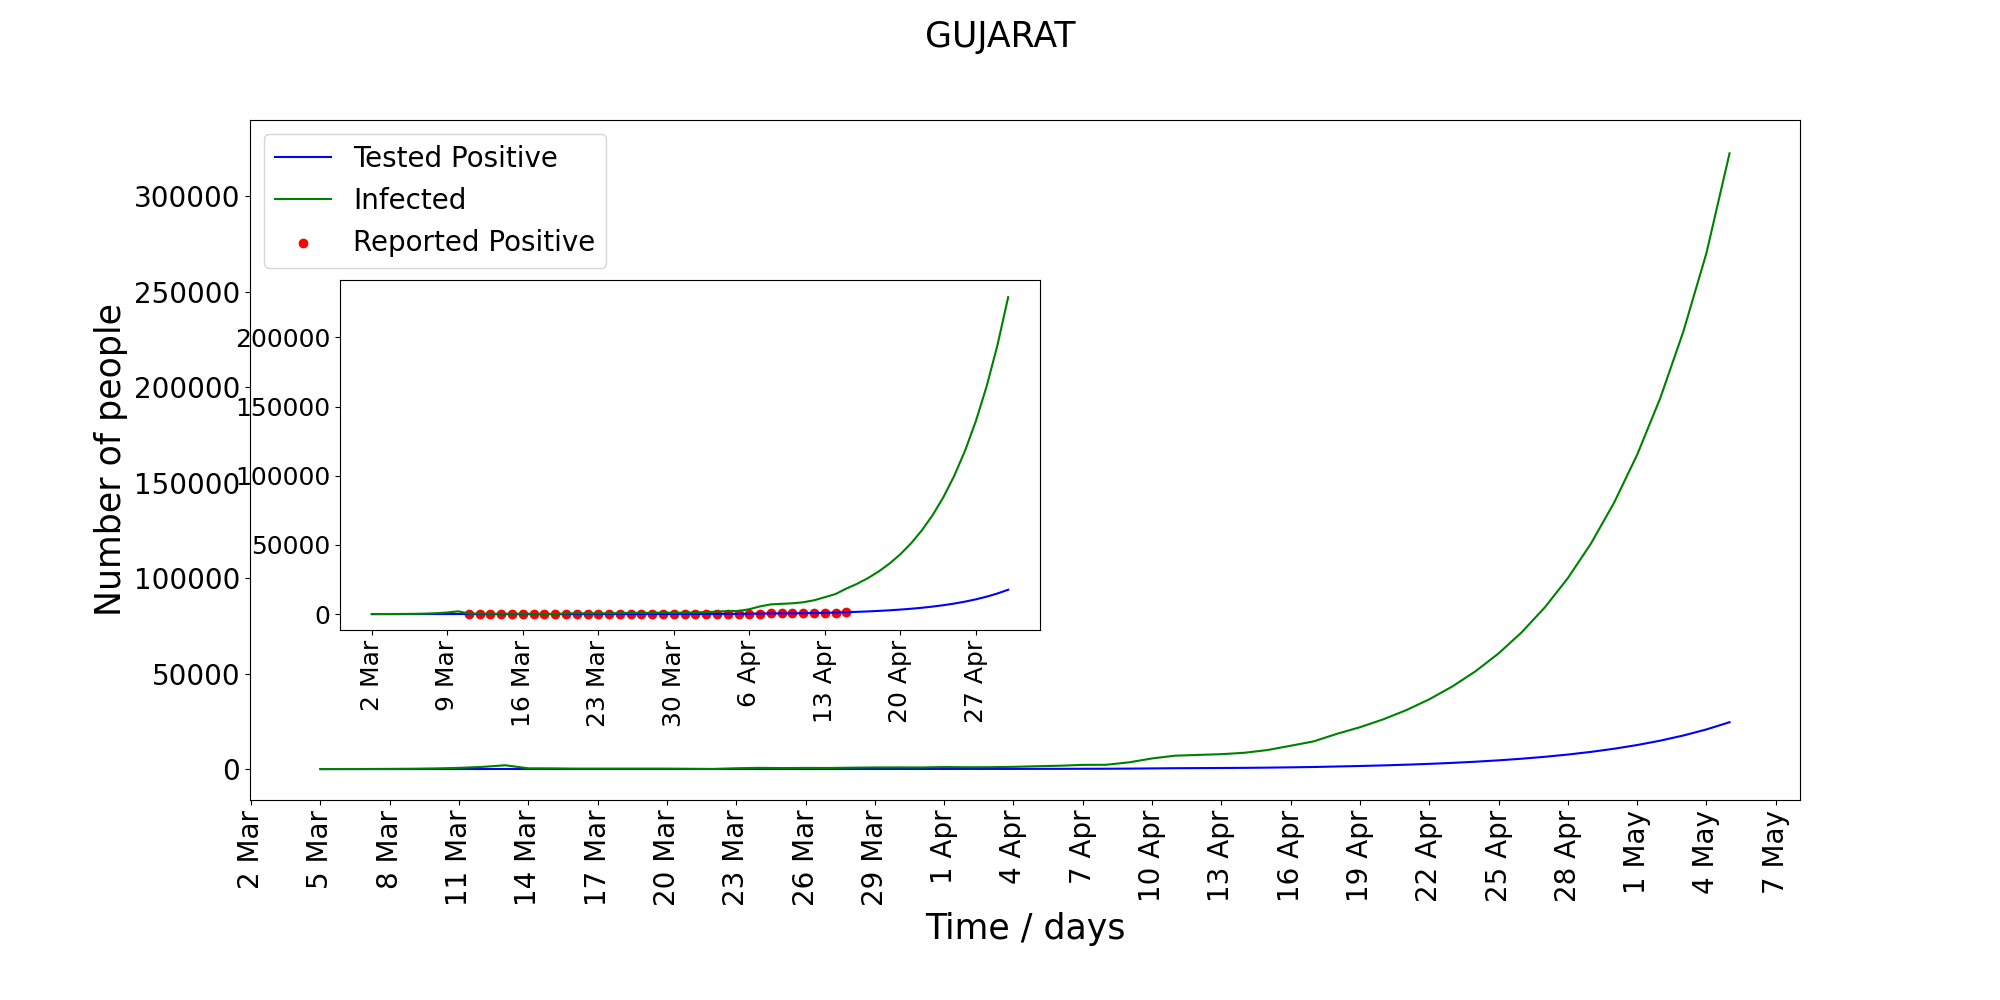 GUJARAT
Tested Positive
Infected
Reported Positive
Number of people
300000
250000
200000
150000
100000
50000
0
200000
150000
100000
50000
0
2 Mar
9 Mar
16 Mar
23 Mar
30 Mar
6 Apr
13 Apr
20 Apr
27 Apr
2 Mar
5 Mar
8 Mar
11 Mar
14 Mar
17 Mar
20 Mar
23 Mar
26 Mar
29 Mar
1 Apr
4 Apr
7 Apr
10 Apr
13 Apr
16 Apr
19 Apr
22 Apr
25 Apr
28 Apr
1 May
4 May
7 May
Time / days